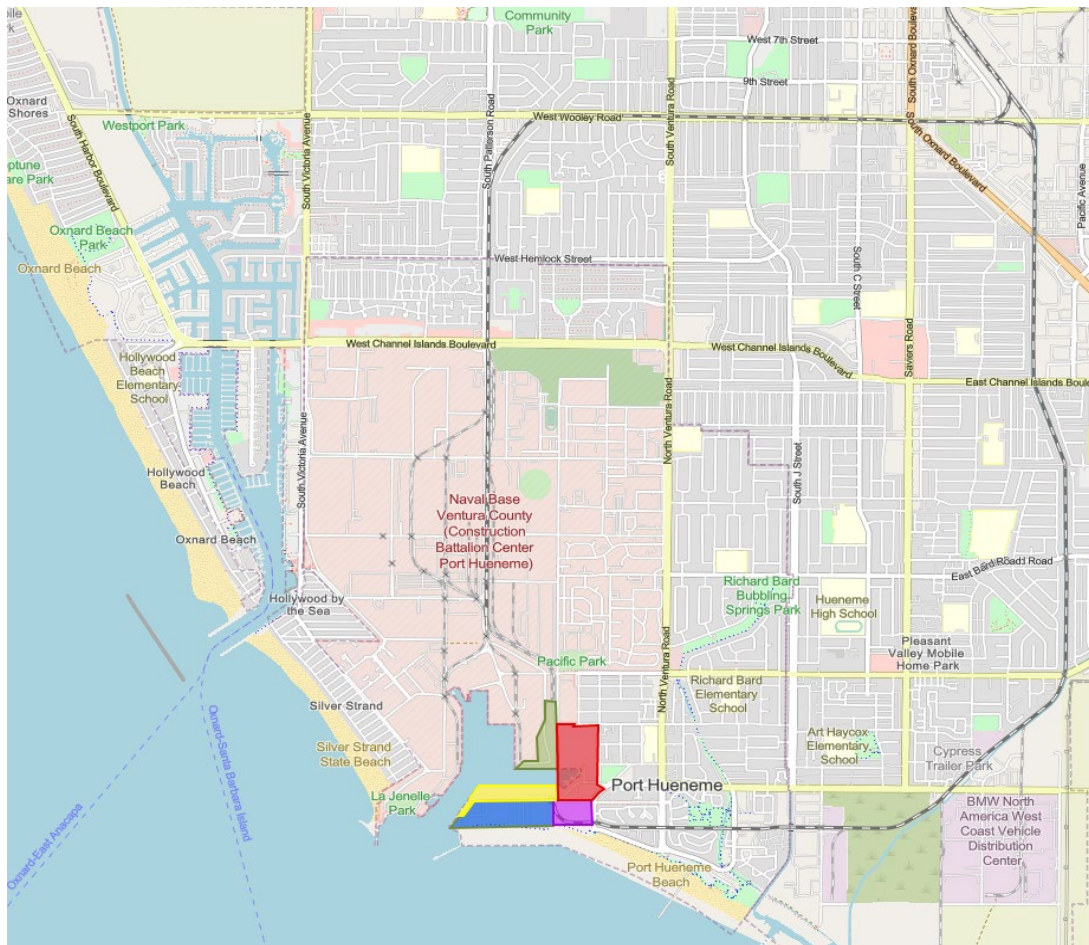 Community
Park
West 7th Street
9th Street
South Oxnard Boulevard
South Oxnard Boulevard
Oxnard
Shores
Westport Park
South Harbor Boulevard
South Victoria Avenue
South Patterson Road
West Wooley Road
South Ventura Road
Pacific Avenue
Oxnard Beach
Park
Oxnard Beach
West Hemlock Street
South C Street
Saviers Road
West Channel Islands Boulevard
West Channel Islands Boulevard
East Channel Islands
Hollywood
Beach
Elementary
School
South Victoria Avenue
North Ventura Road
South J Street
Hollywood
Beach
Oxnard Beach
Naval Base
Ventura County
(Construction
Battalion Center
Port Hueneme)
East Bard Road
Road
Richard Bard
Bubbling
Springs Park
Hueneme
High School
Hollywood by
the Sea
Pleasant
Valley Mobile
Home Park
Pacific Park
North Ventura Road
Richard Bard
Elementary
School
Silver Strand
Silver Strand
State Beach
Art Haycox
Elementary
School
Cypress
Trailer Park
La Jenelle
Park
Port Hueneme
BMW North
America West
Coast Vehicle
Distribution
Center
Port Hueneme
Beach
Oxnard-Santa Barbara Island
Oxnard-East Anacapa